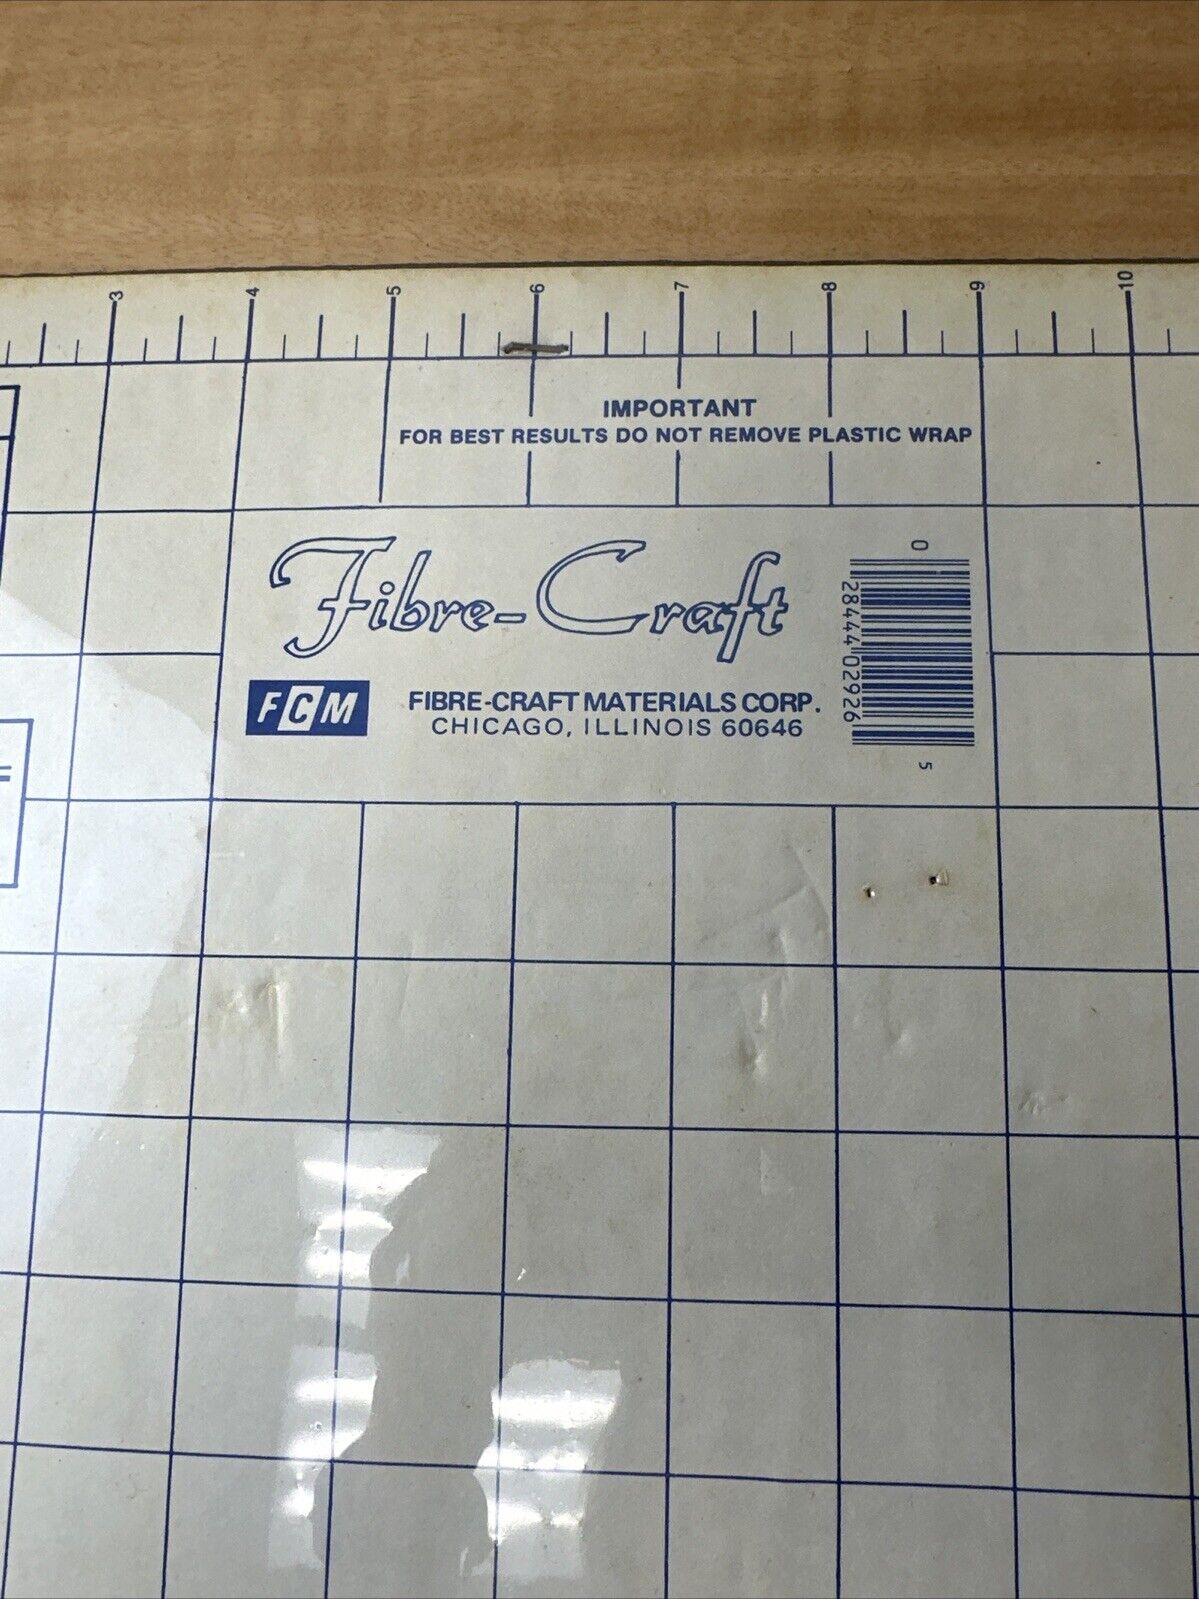 3 4 5 6 7 8 9 10
IMPORTANT
FOR BEST RESULTS DO NOT REMOVE PLASTIC WRAP
Fibre-Craft
FCM
FIBRE-CRAFT MATERIALS CORP.
CHICAGO, ILLINOIS 60646
0 28444 02926 5